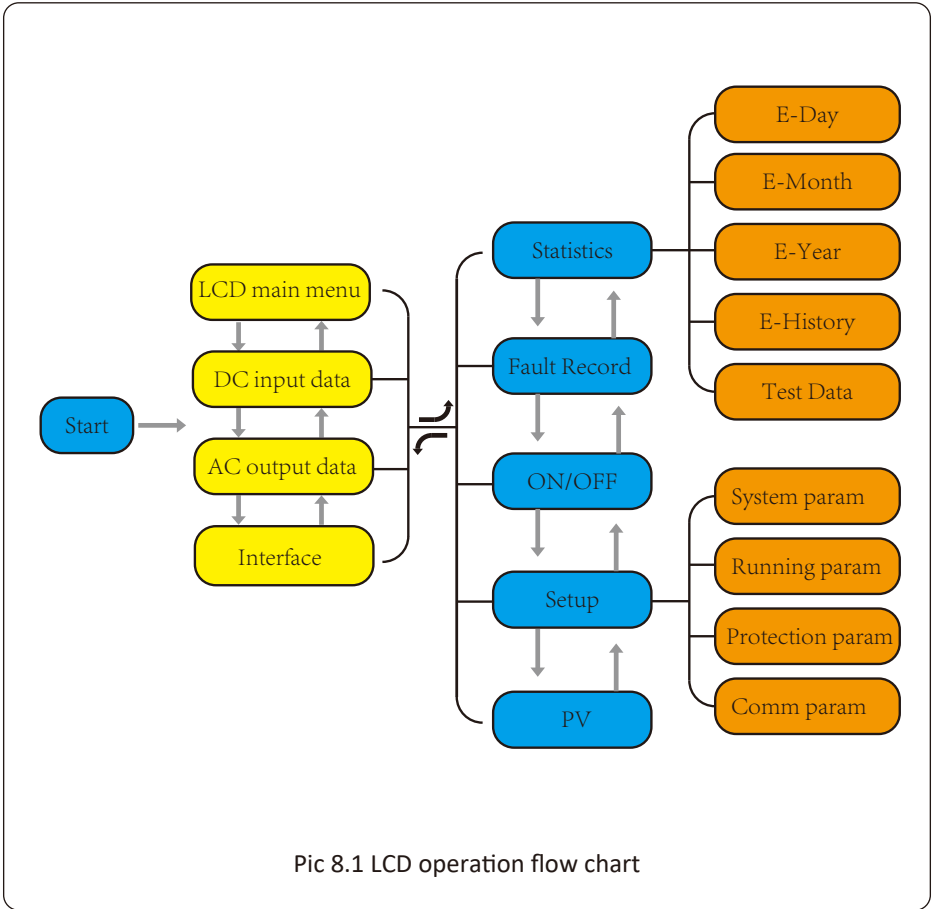 Start
LCD main menu
DC input data
AC output data
Interface
Statistics
Fault Record
ON/OFF
Setup
PV
E-Day
E-Month
E-Year
E-History
Test Data
System param
Running param
Protection param
Comm param
Pic 8.1 LCD operation flow chart